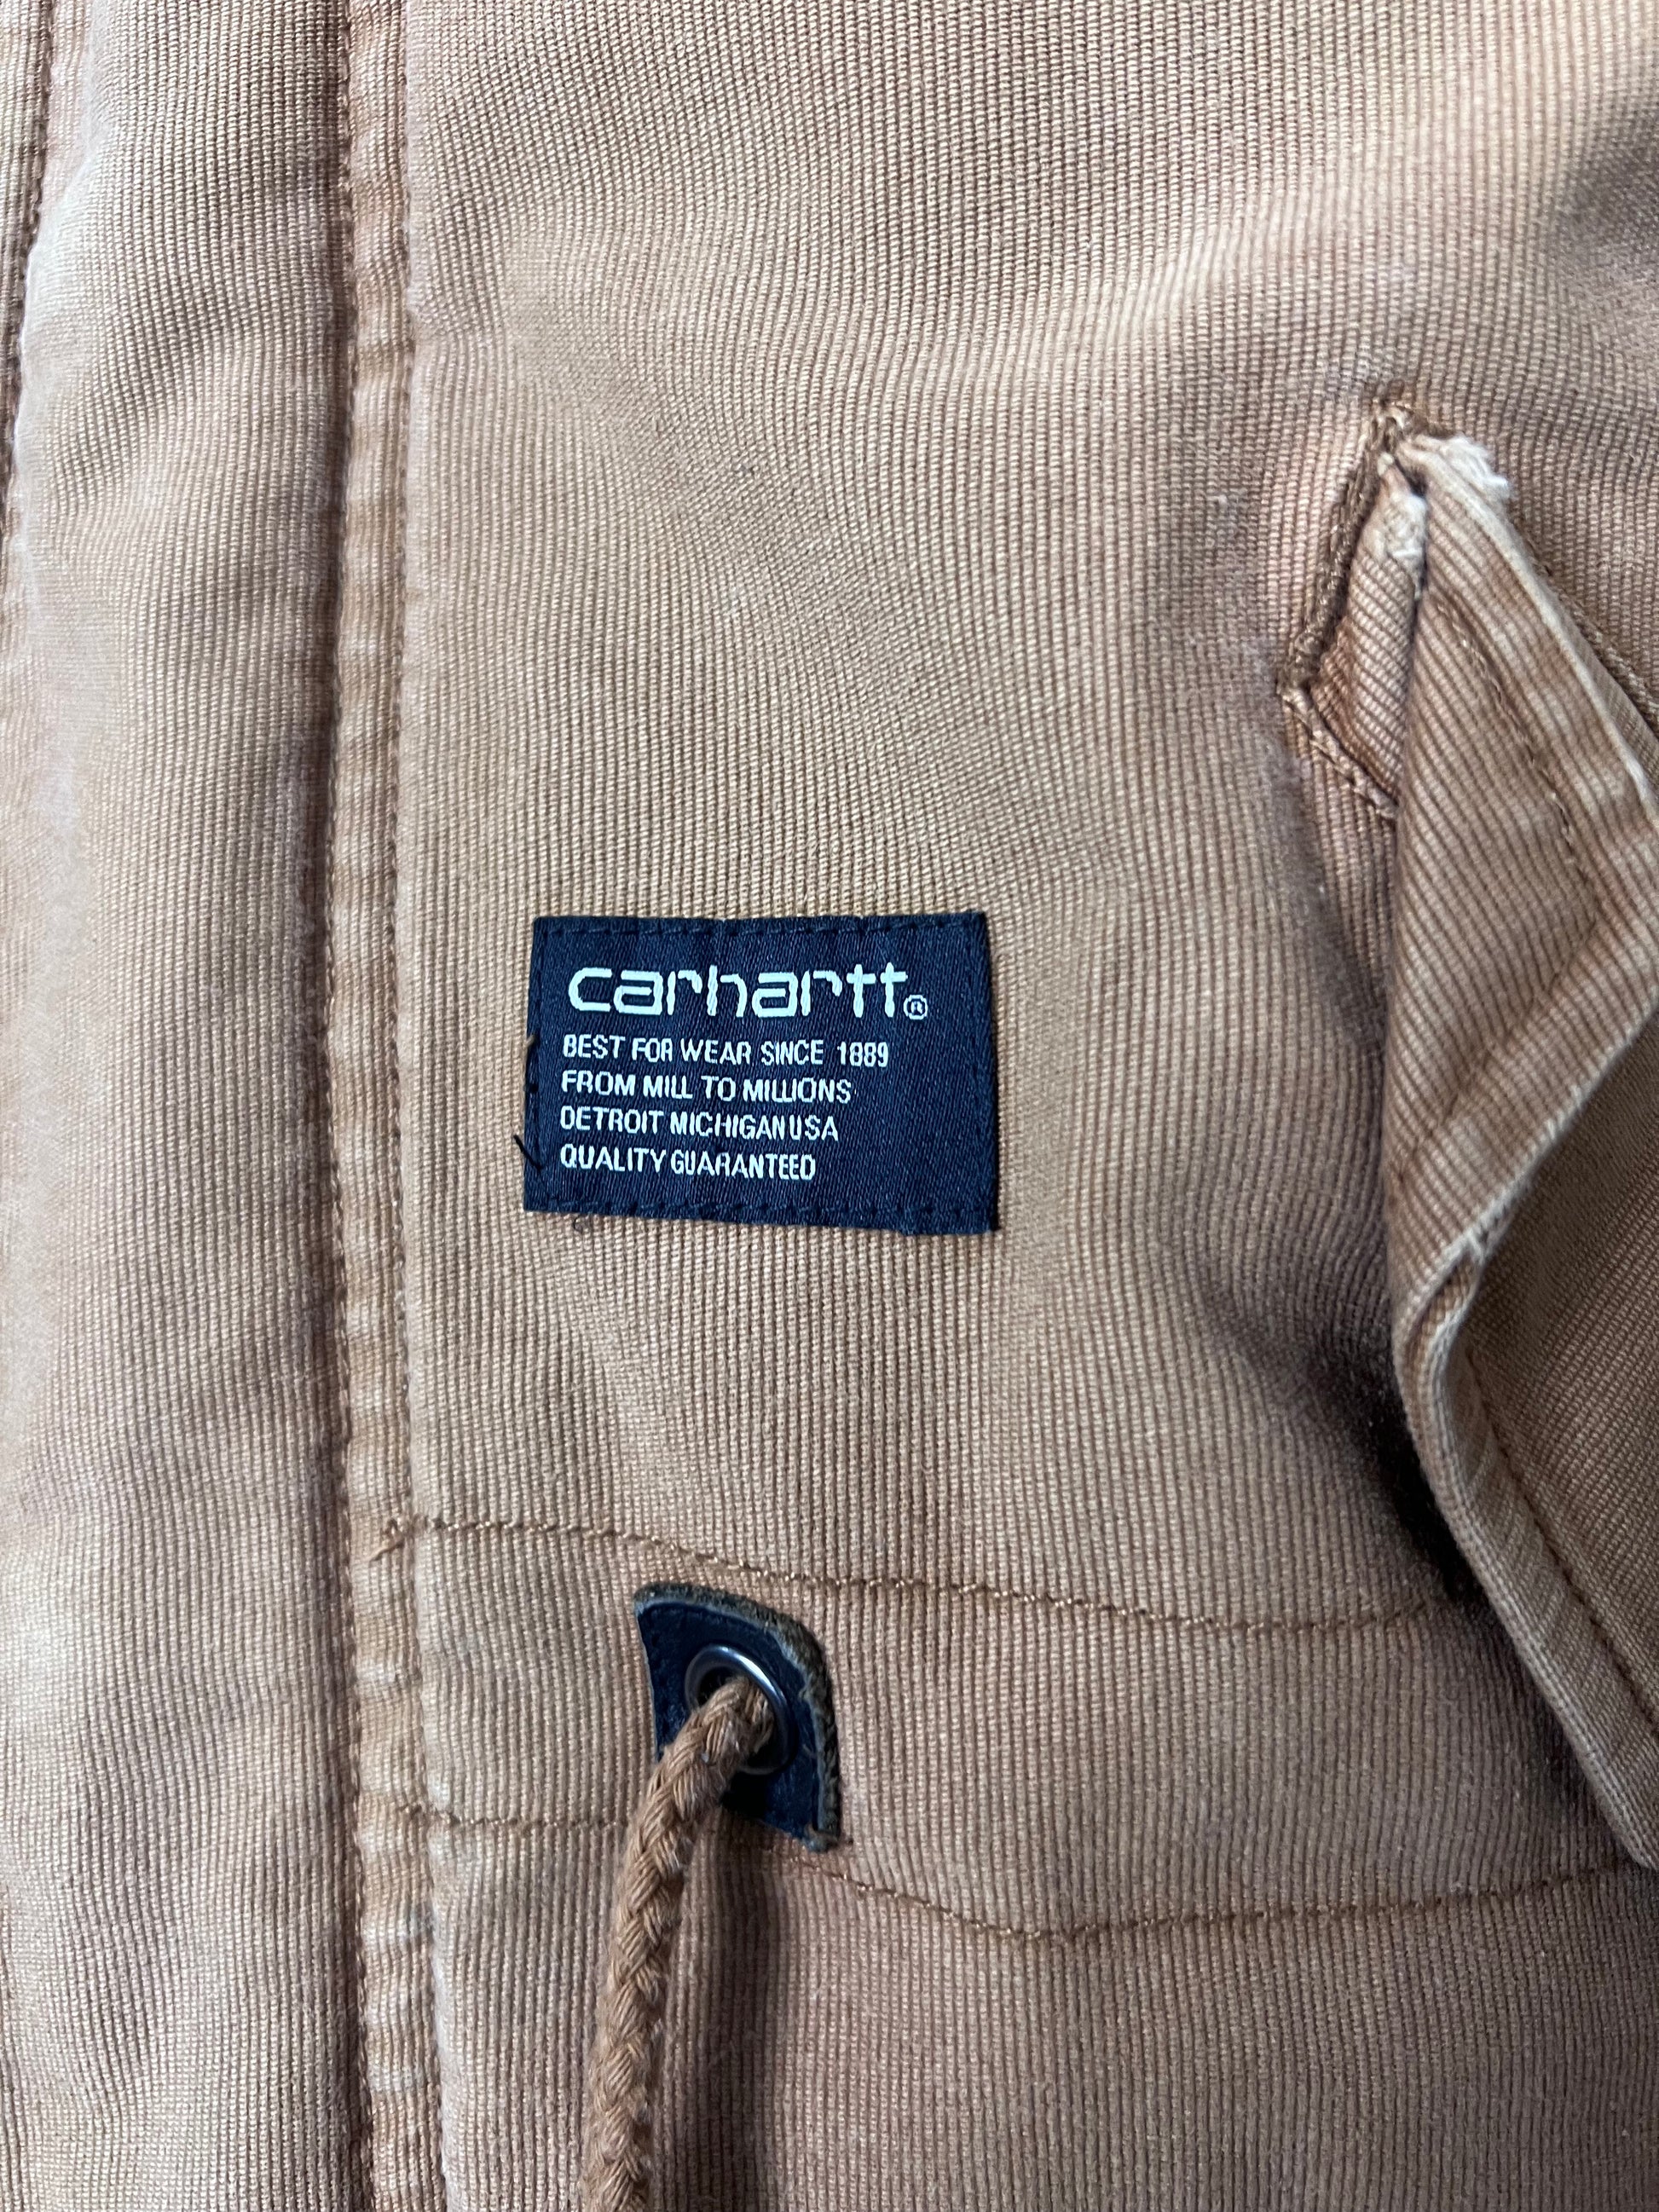 carhartt®
BEST FOR WEAR SINCE 1889
FROM MILL TO MILLIONS
DETROIT MICHIGAN USA
QUALITY GUARANTEED